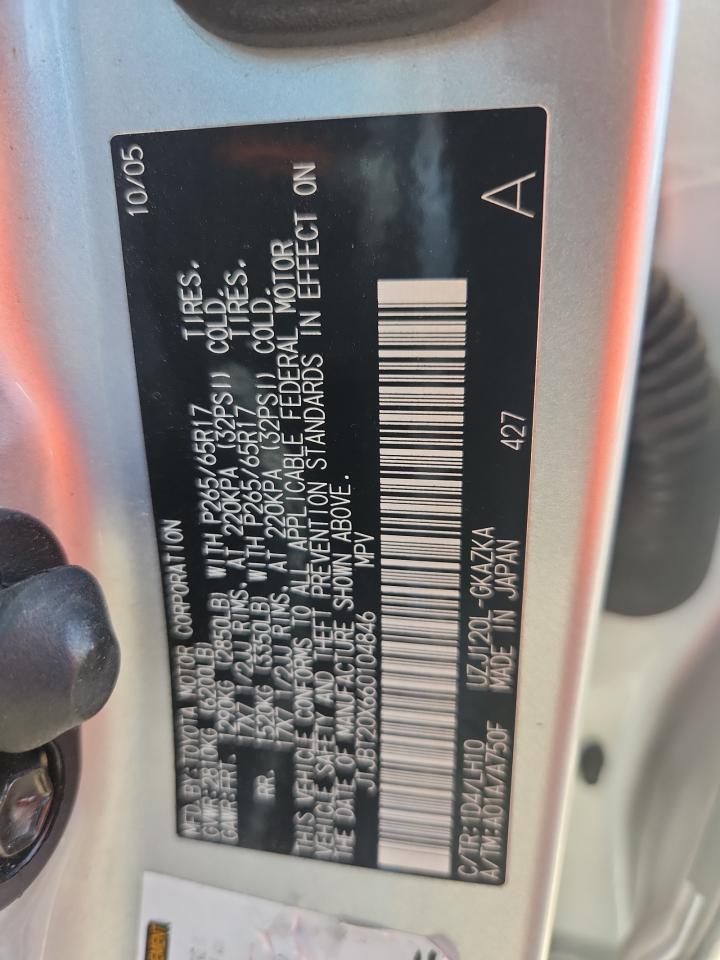 MFD. BY: TOYOTA MOTOR CORPORATION 10/05
GVWR: 2810KG (6200LB)
GAWR: FR. 1290KG (2850LB) WITH P265/65R17 TIRES,
17X7 1/2JJ RIMS, AT 220KPA (32PSI) COLD.
RR. 1520KG (3350LB) WITH P265/65R17 TIRES,
17X7 1/2JJ RIMS, AT 220KPA (32PSI) COLD.
THIS VEHICLE CONFORMS TO ALL APPLICABLE FEDERAL MOTOR
VEHICLE SAFETY AND THEFT PREVENTION STANDARDS IN EFFECT ON
THE DATE OF MANUFACTURE SHOWN ABOVE.
JTJBT20X660104846 MPV
C/TR: 1D4/LH10 UZJ120L-GKAZKA
A/TM: A01A/A750F MADE IN JAPAN 427
A